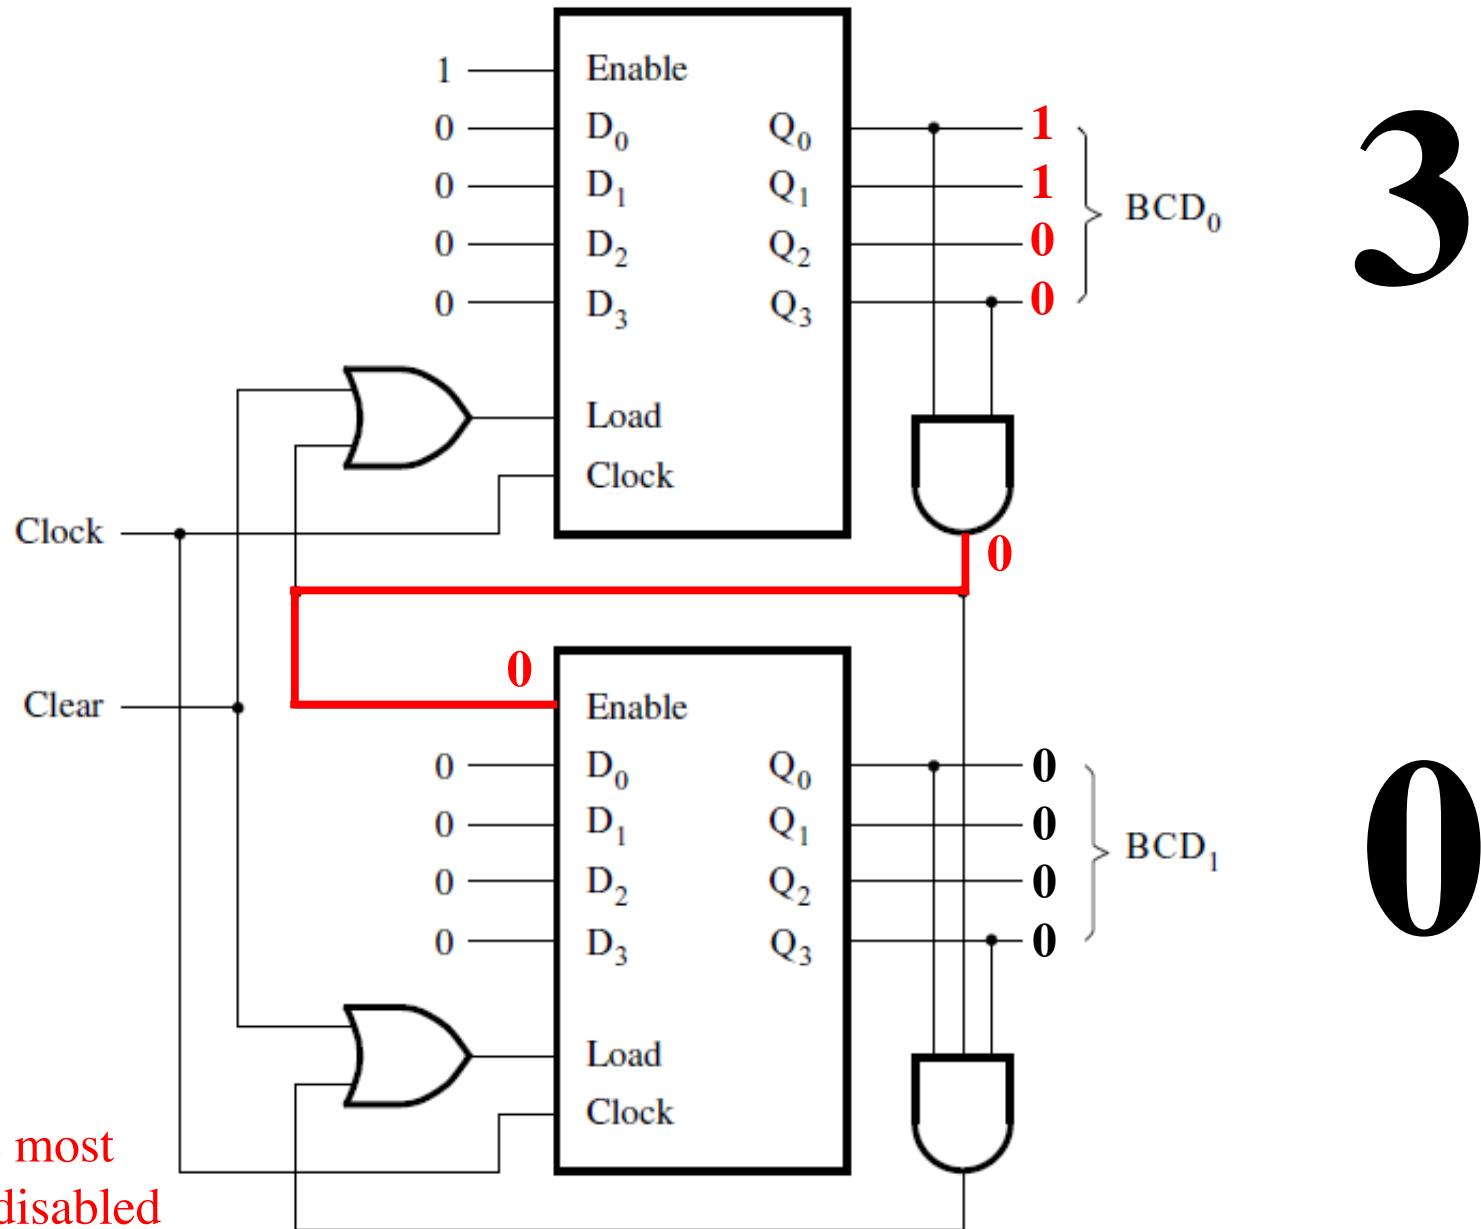 1 Enable
0 D0 Q0 1
0 D1 Q1 1
BCD0 3
0 D2 Q2 0
0 D3 Q3 0
Load
Clock
Clock
0
0
Clear
Enable
0 D0 Q0 0
0 D1 Q1 0
BCD1 0
0 D2 Q2 0
0 D3 Q3 0
Load
Clock
most
disabled